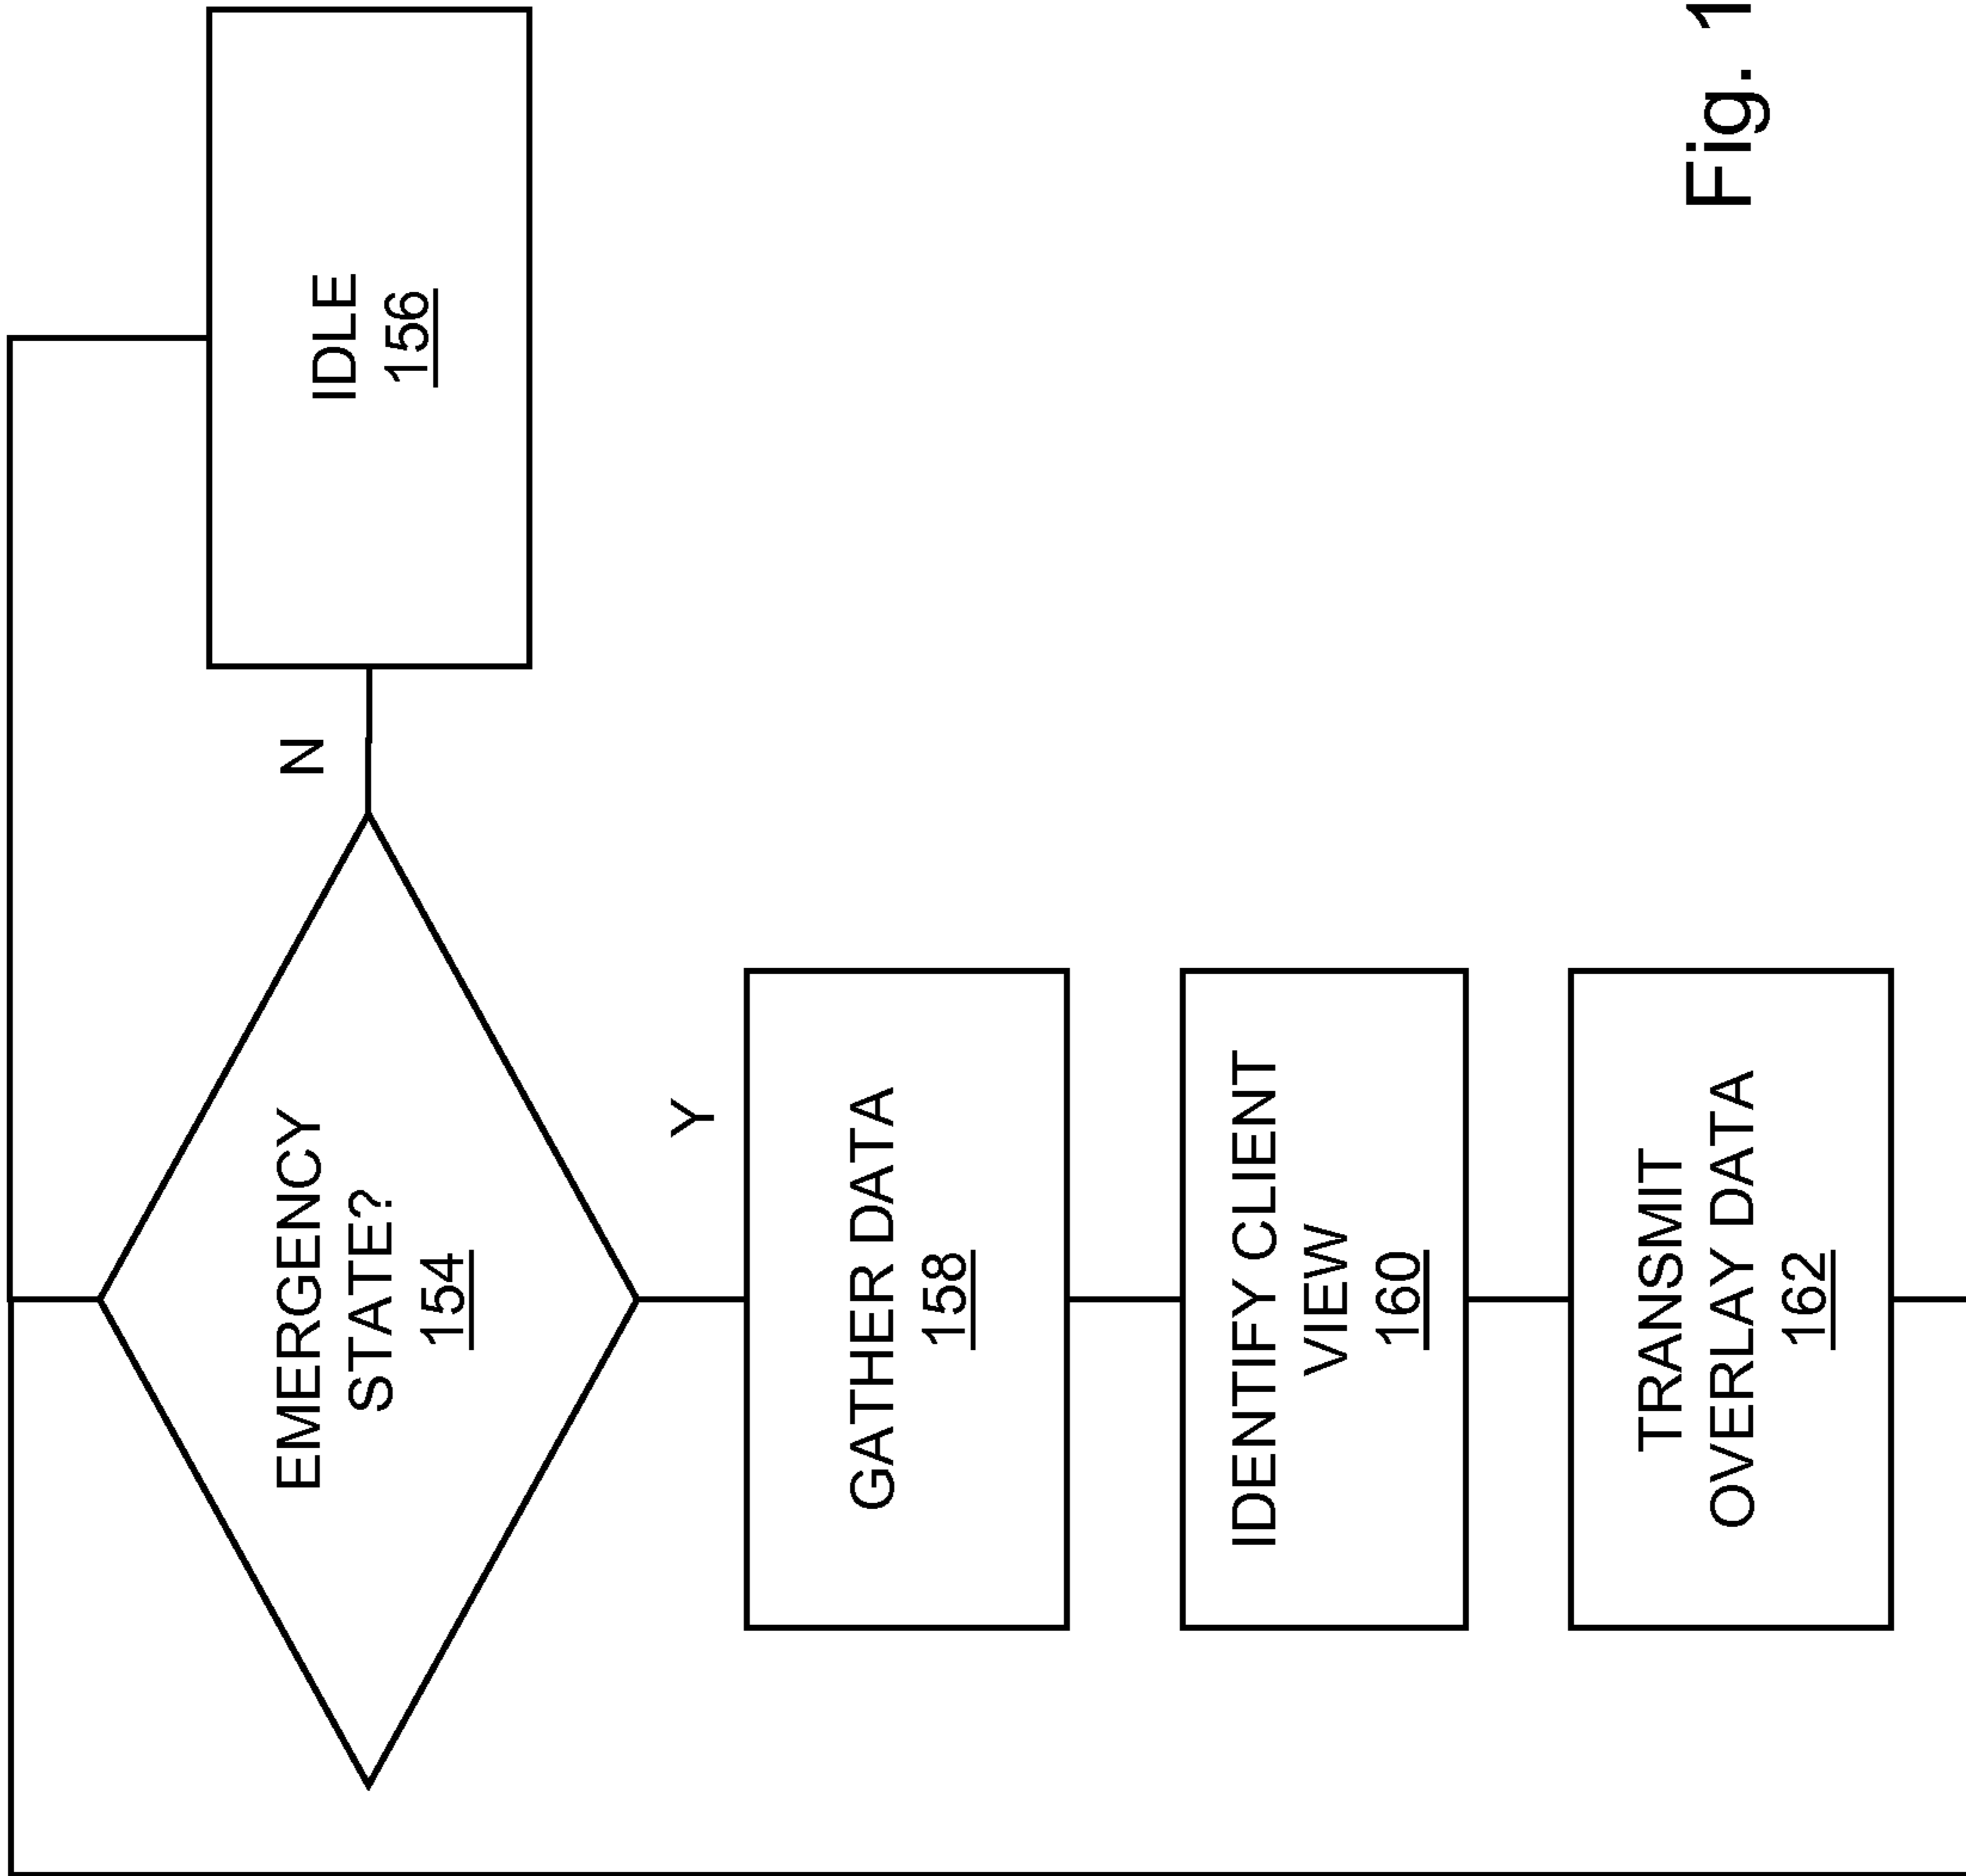 EMERGENCY
STATE?
154
N
IDLE
156
Y
GATHER DATA
158
IDENTIFY CLIENT
VIEW
160
TRANSMIT
OVERLAY DATA
162
Fig. 1